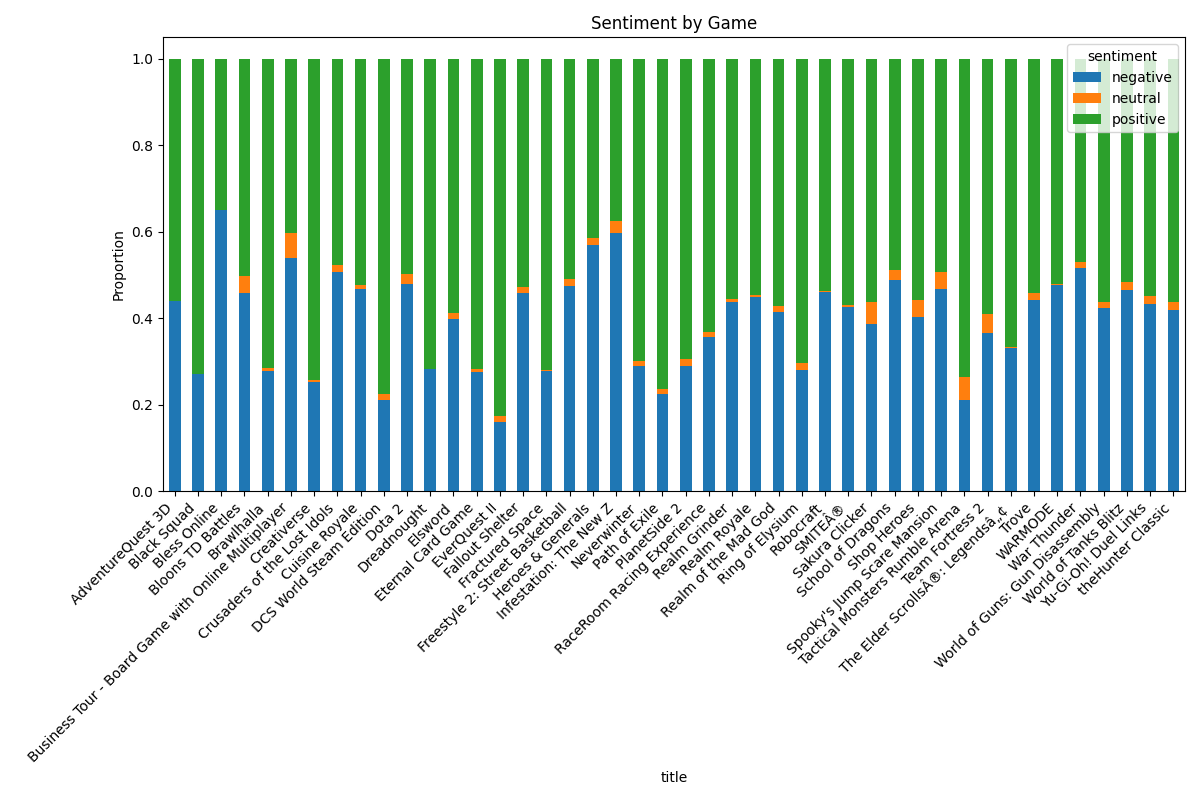 Sentiment by Game
sentiment
negative
neutral
positive
Proportion
1.0
0.8
0.6
0.4
0.2
0.0
AdventureQuest 3D
Black Squad
Bless Online
Bloons TD Battles
Brawlhalla
Business Tour - Board Game with Online Multiplayer
Creativerse
Crusaders of the Lost Idols
Cuisine Royale
DCS World Steam Edition
Dota 2
Dreadnought
Elsword
Eternal Card Game
EverQuest II
Fallout Shelter
Fractured Space
Freestyle 2: Street Basketball
Heroes & Generals
Infestation: The New Z
Neverwinter
Path of Exile
PlanetSide 2
RaceRoom Racing Experience
Realm Grinder
Realm Royale
Realm of the Mad God
Ring of Elysium
Robocraft
SMITEÂ®
Sakura Clicker
School of Dragons
Shop Heroes
Spooky's Jump Scare Mansion
Tactical Monsters Rumble Arena
Team Fortress 2
The Elder ScrollsÂ®: Legendsâ„¢
Trove
WARMODE
War Thunder
World of Guns: Gun Disassembly
World of Tanks Blitz
Yu-Gi-Oh! Duel Links
theHunter Classic
title